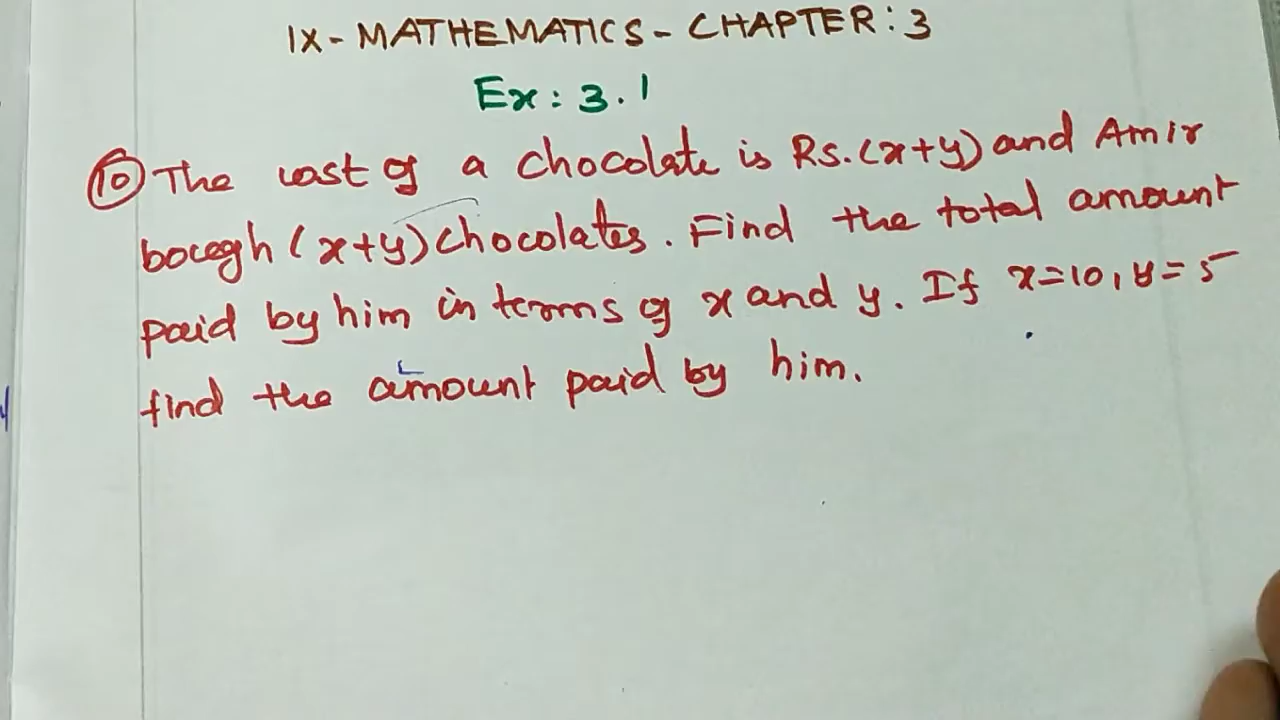 IX - MATHEMATICS - CHAPTER : 3
Ex : 3.1
10 The cost of a chocolate is Rs. (x+y) and Amir
bough (x+y) chocolates. Find the total amount
paid by him in terms of x and y. If x=10, y=5
find the amount paid by him.